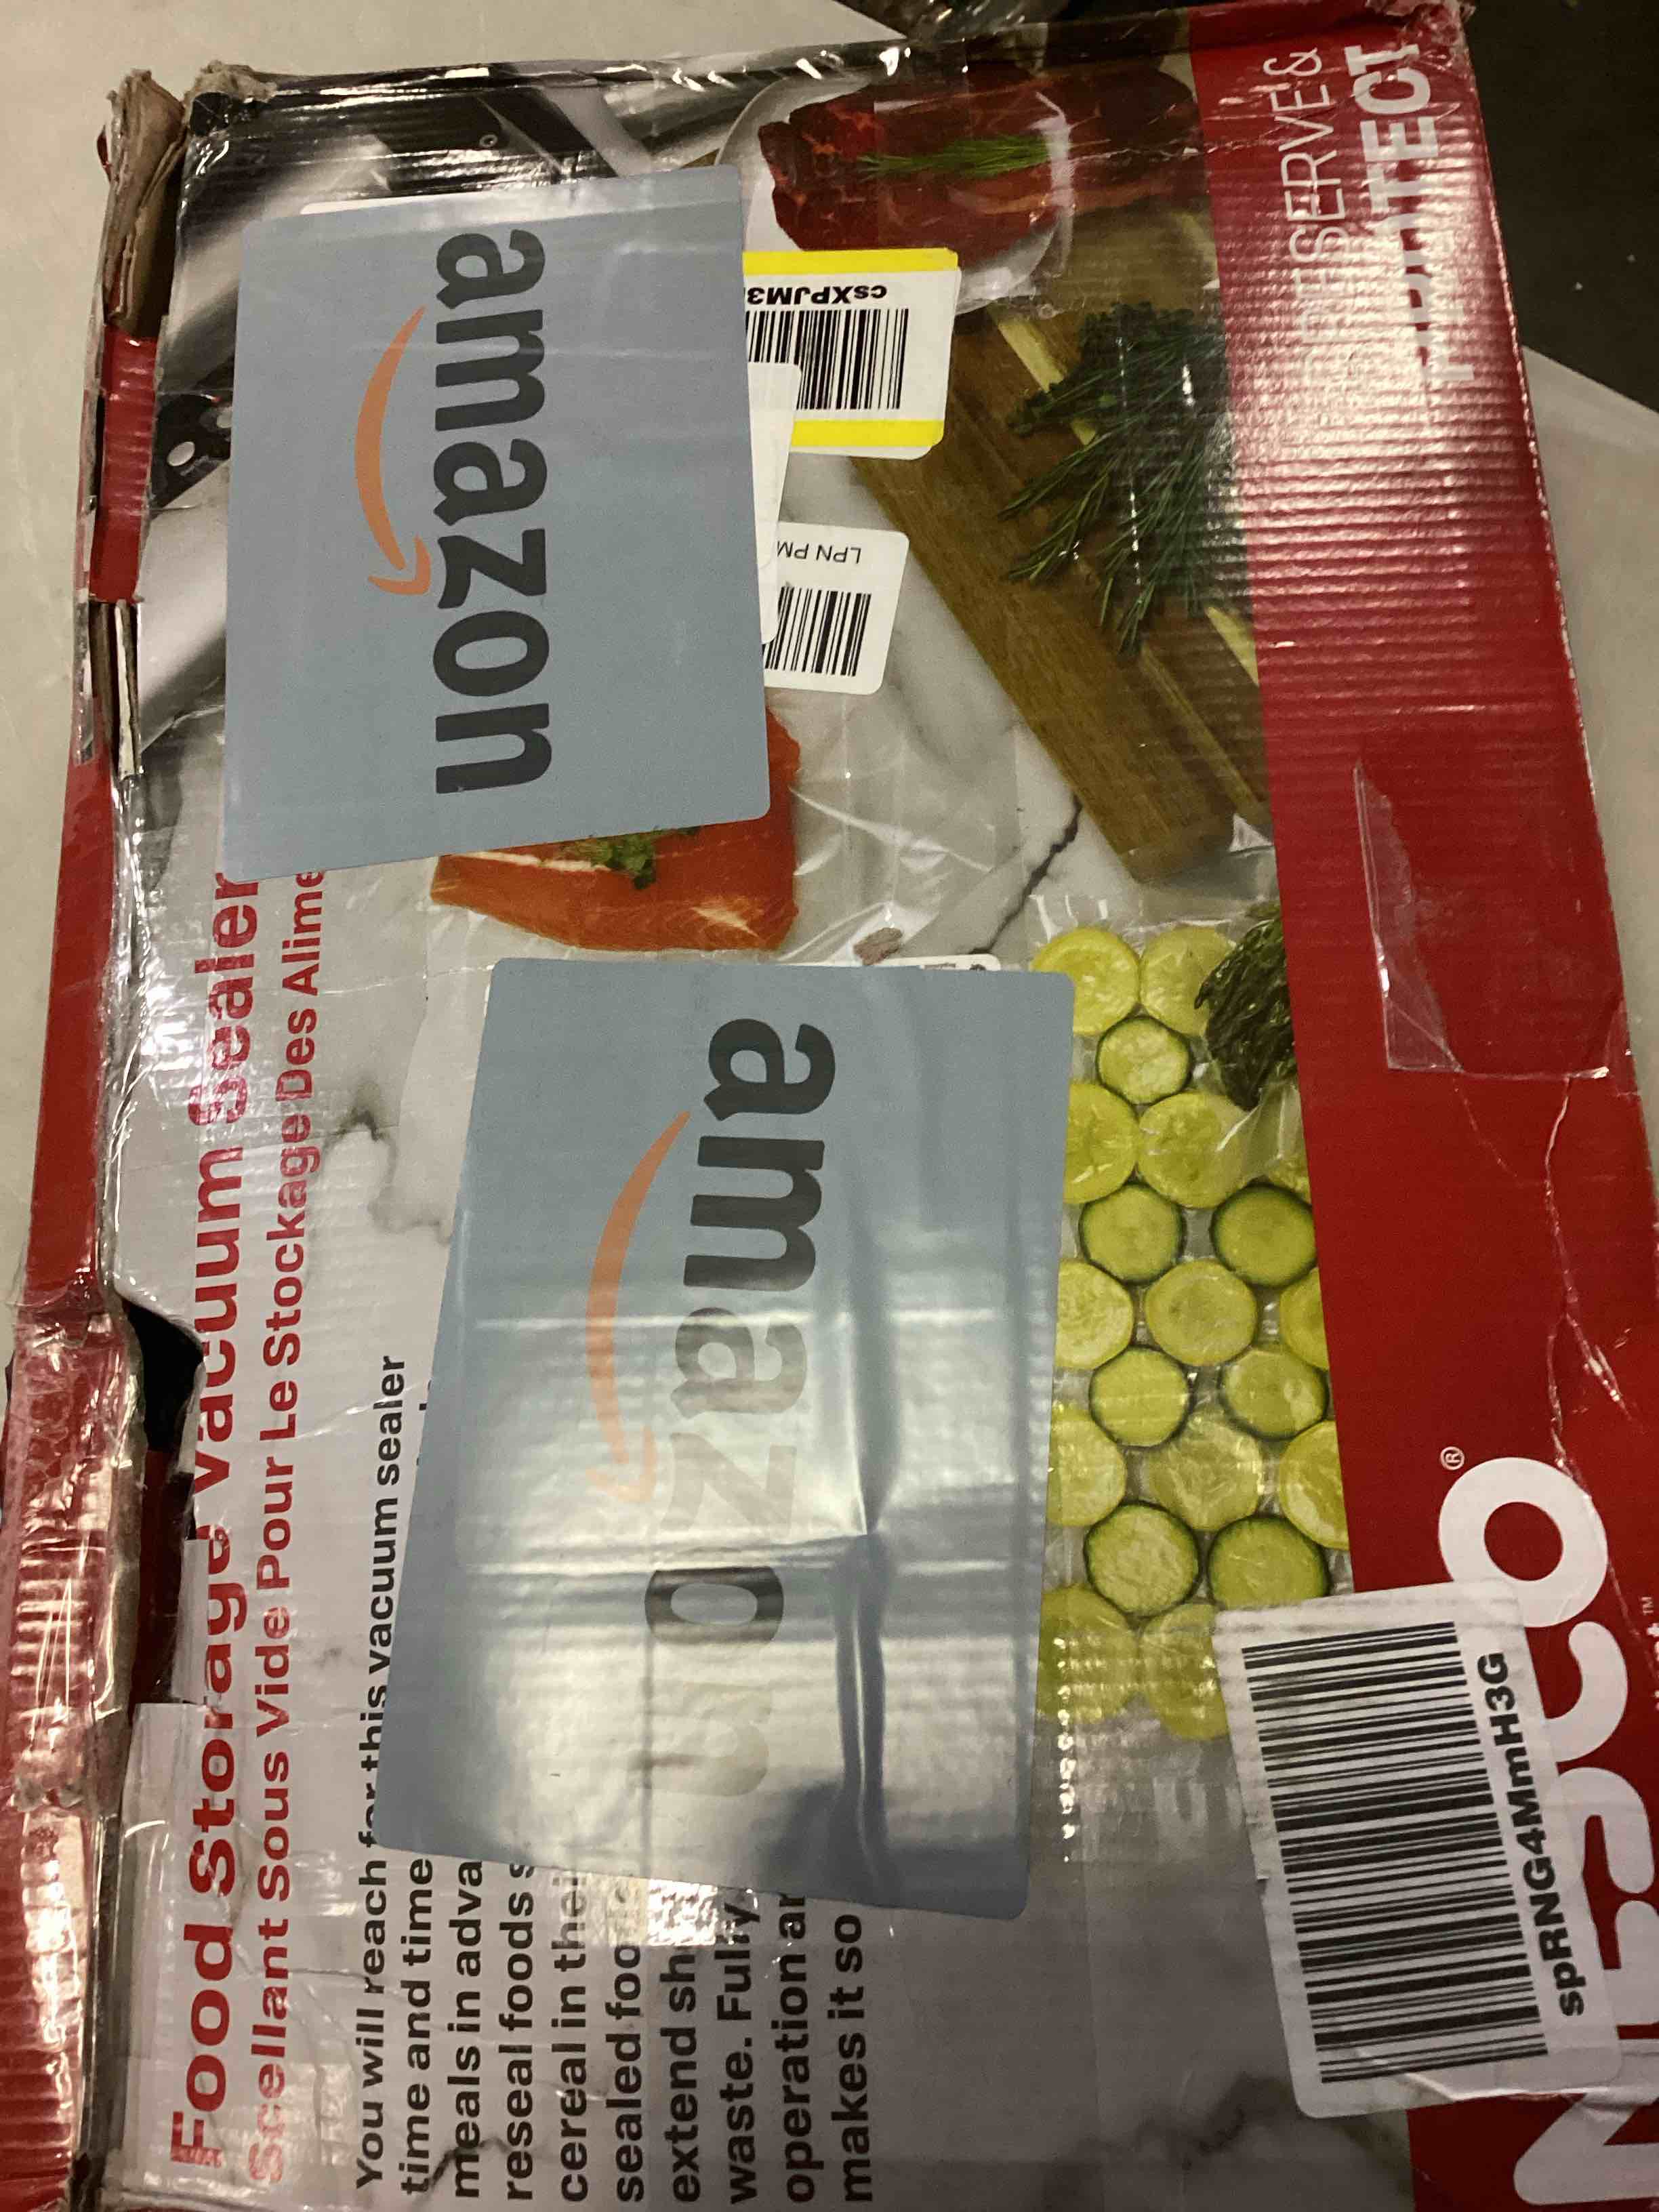 Food Storage Vacuum Sealer
Scellant Sous Vide Pour Le Stockage Des Alime
You will reach for this vacuum sealer
time and time
meals in adva
reseal foods s
cereal in thei
sealed foo
extend sh
waste. Fully
operation an
makes it so
amazon
amazon
csXPJM3
LPN PM
PRESERVE &
PROTECT
NESCO®
spRNG4MmH3G